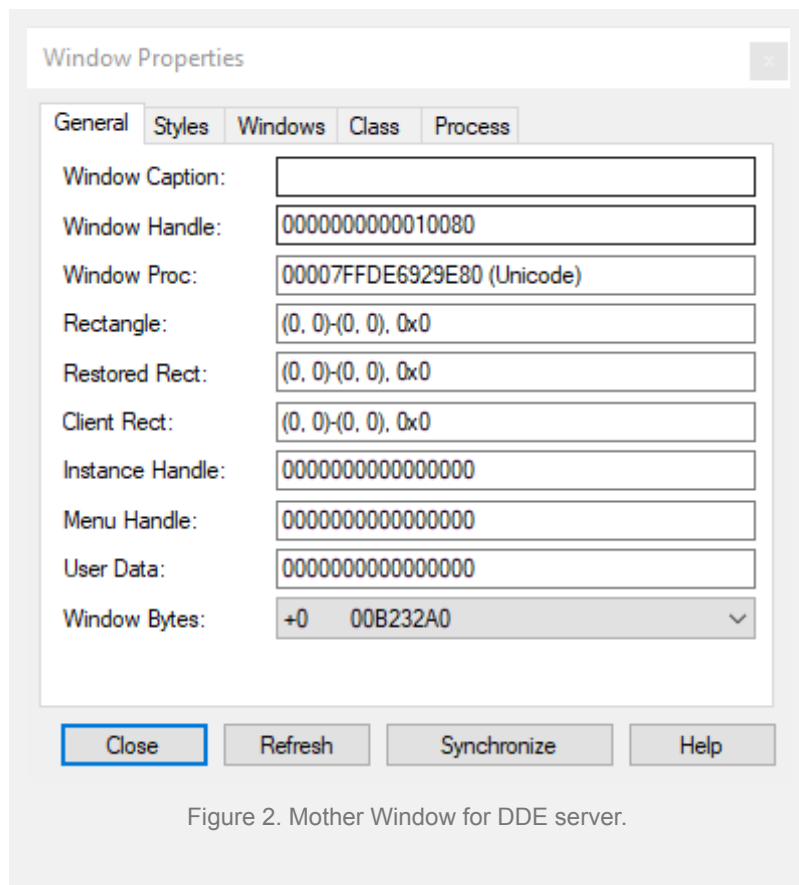 Window Properties
x
General Styles Windows Class Process
Window Caption:
Window Handle: 0000000000010080
Window Proc: 00007FFDE6929E80 (Unicode)
Rectangle: (0, 0)-(0, 0), 0x0
Restored Rect: (0, 0)-(0, 0), 0x0
Client Rect: (0, 0)-(0, 0), 0x0
Instance Handle: 0000000000000000
Menu Handle: 0000000000000000
User Data: 0000000000000000
Window Bytes: +0 00B232A0
Close Refresh Synchronize Help
Figure 2. Mother Window for DDE server.